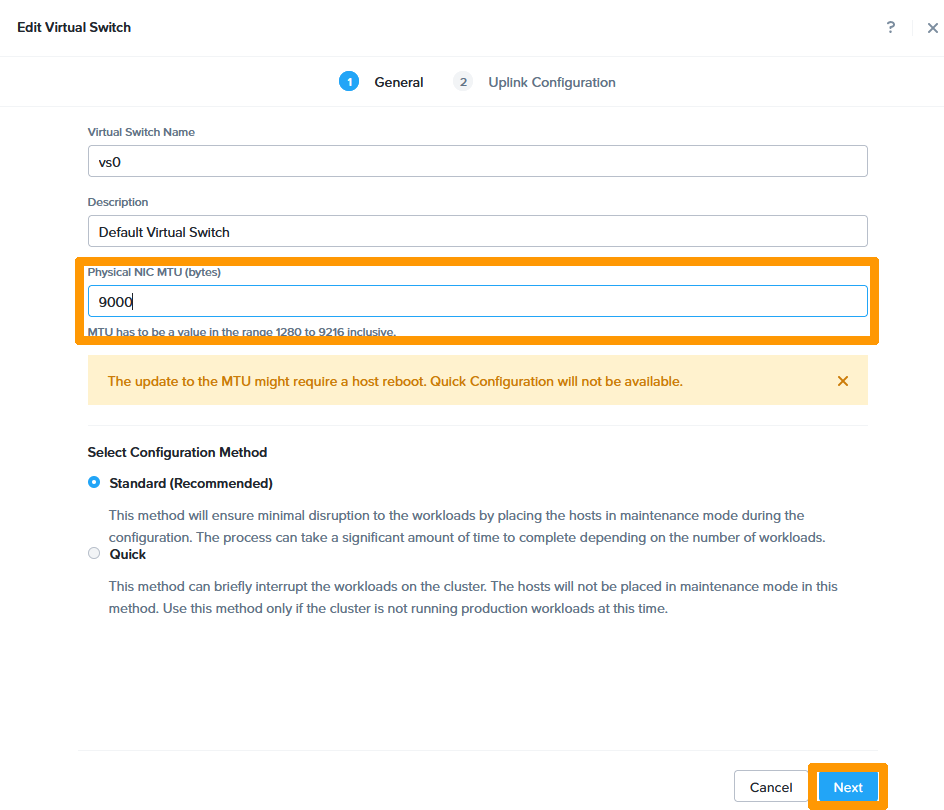 Edit Virtual Switch
?
×
1 General 2 Uplink Configuration
Virtual Switch Name
vs0
Description
Default Virtual Switch
Physical NIC MTU (bytes)
9000
MTU has to be a value in the range 1280 to 9216 inclusive.
The update to the MTU might require a host reboot. Quick Configuration will not be available.
×
Select Configuration Method
Standard (Recommended)
This method will ensure minimal disruption to the workloads by placing the hosts in maintenance mode during the
configuration. The process can take a significant amount of time to complete depending on the number of workloads.
Quick
This method can briefly interrupt the workloads on the cluster. The hosts will not be placed in maintenance mode in this
method. Use this method only if the cluster is not running production workloads at this time.
Cancel
Next